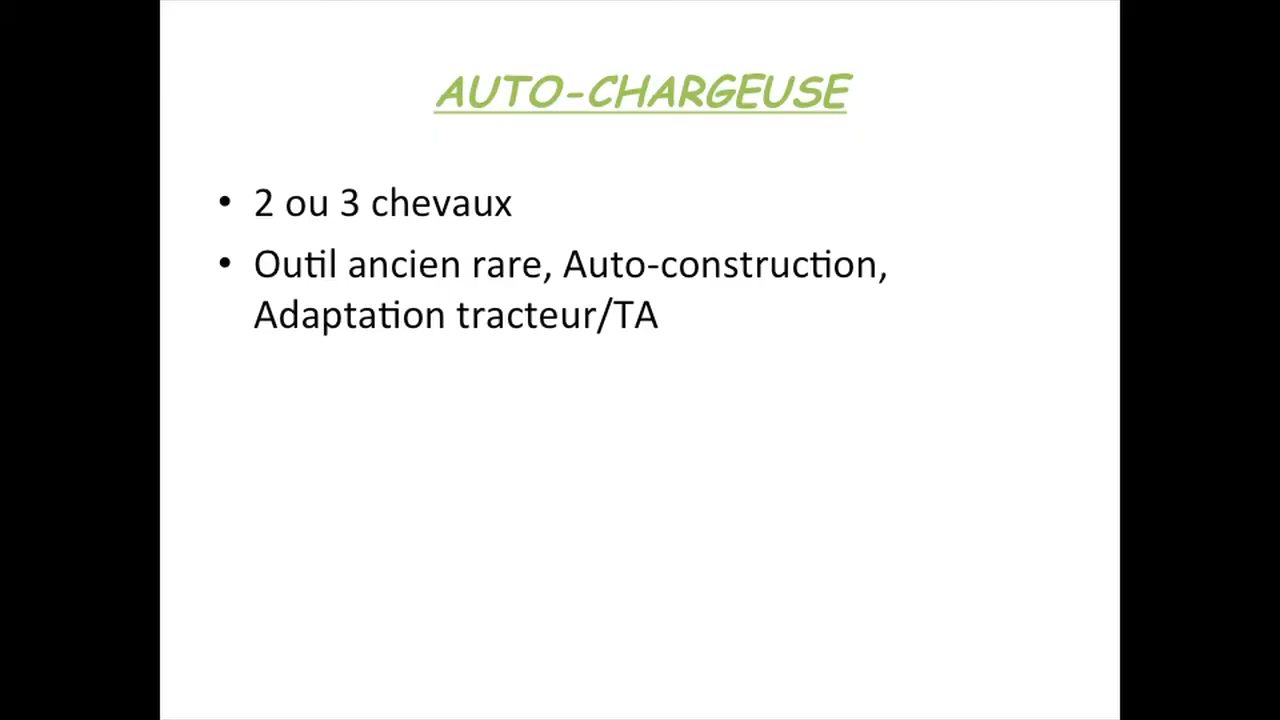 AUTO-CHARGEUSE
• 2 ou 3 chevaux
• Outil ancien rare, Auto-construction,
Adaptation tracteur/TA